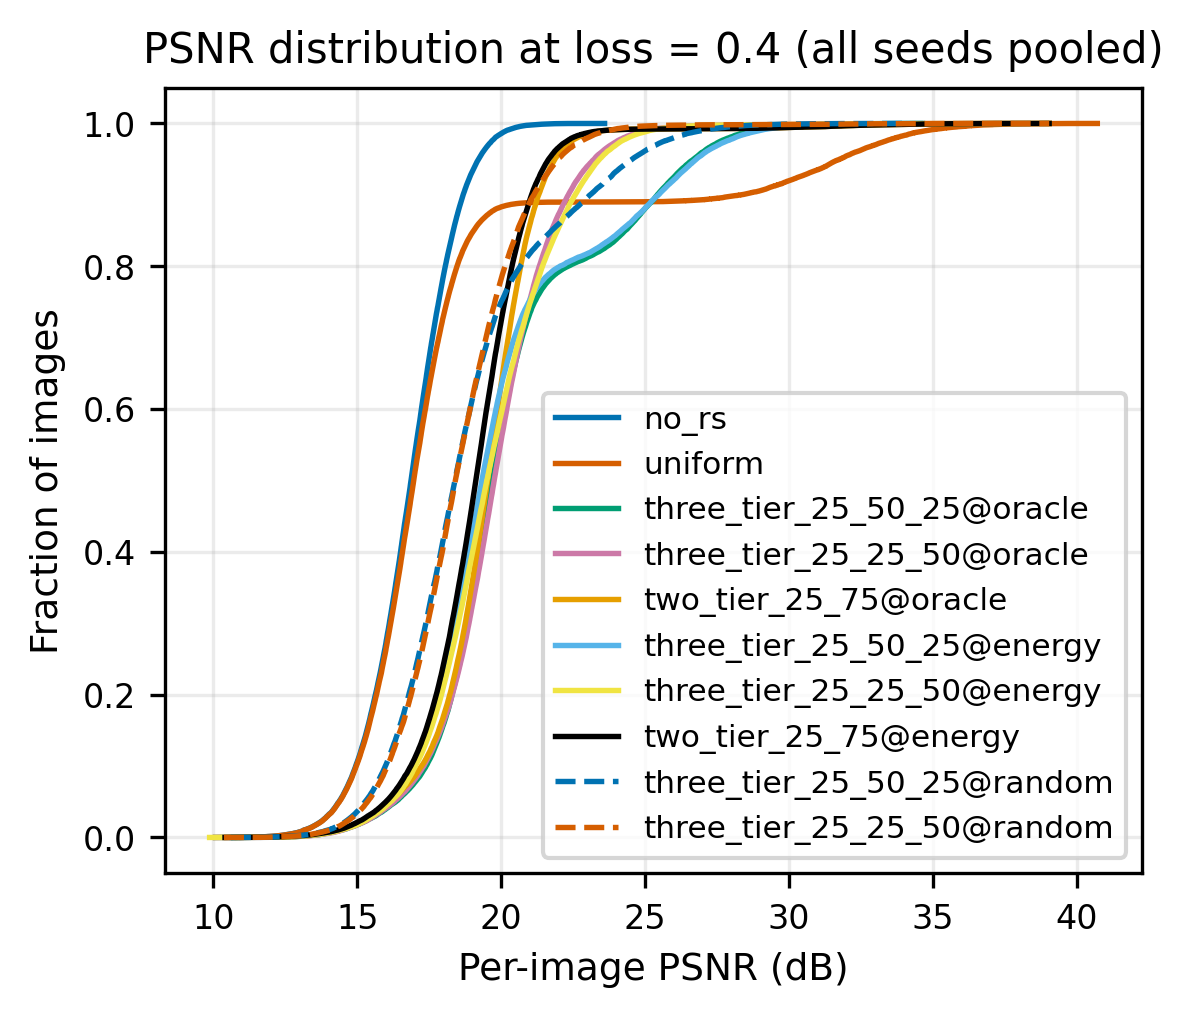 PSNR distribution at loss = 0.4 (all seeds pooled)
1.0
0.8
0.6
0.4
0.2
0.0
Fraction of images
no_rs
uniform
three_tier_25_50_25@oracle
three_tier_25_25_50@oracle
two_tier_25_75@oracle
three_tier_25_50_25@energy
three_tier_25_25_50@energy
two_tier_25_75@energy
three_tier_25_50_25@random
three_tier_25_25_50@random
10 15 20 25 30 35 40
Per-image PSNR (dB)